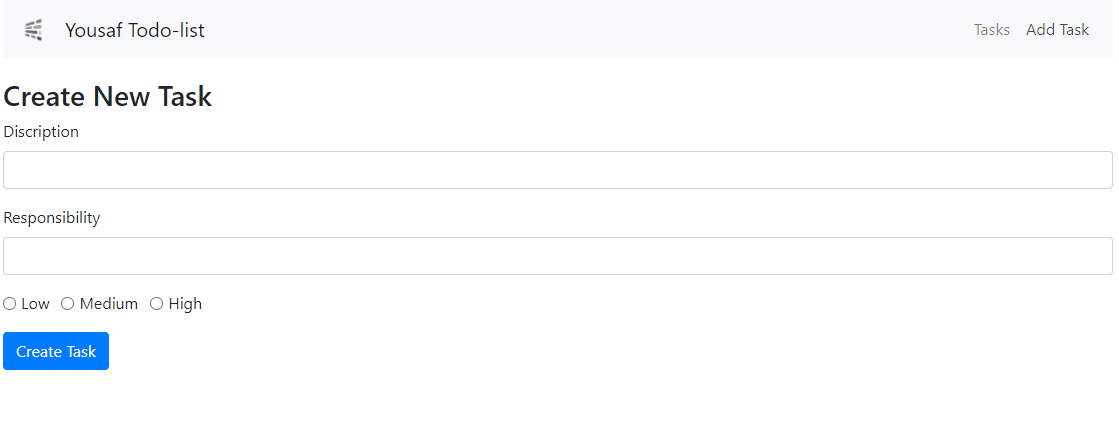 Yousaf Todo-list Tasks Add Task
Create New Task
Discription
Responsibility
Low Medium High
Create Task